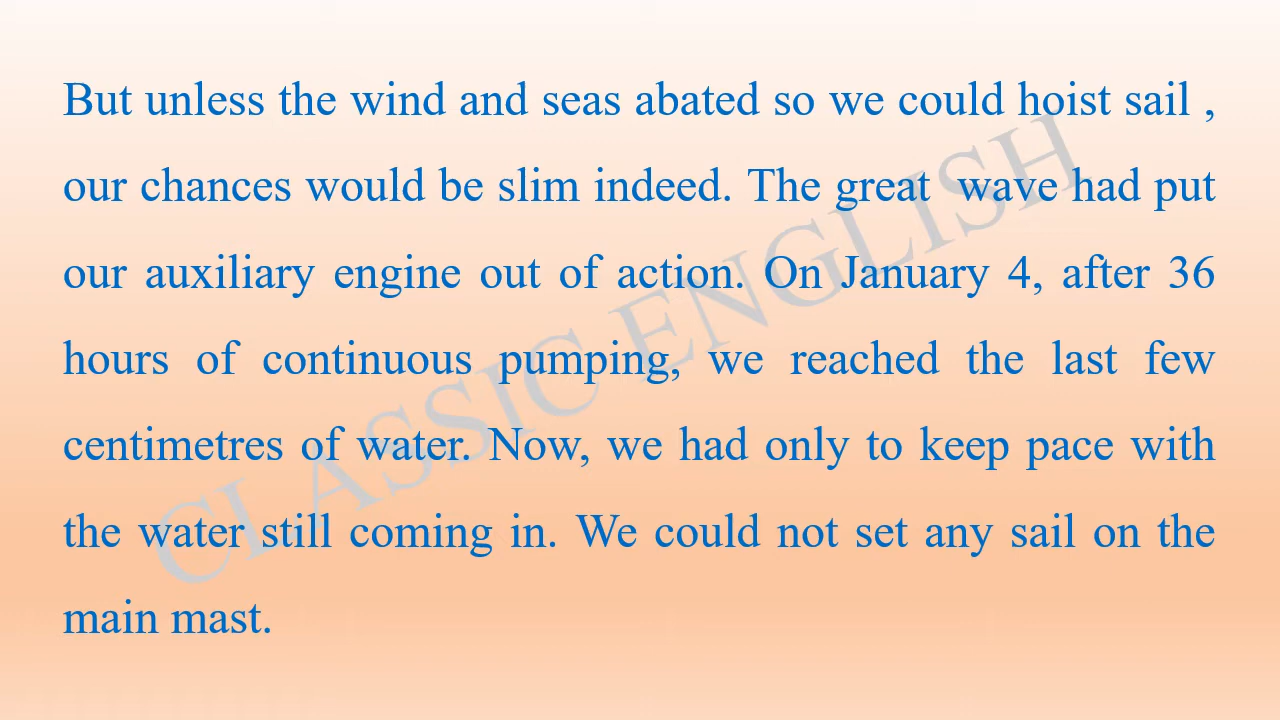 But unless the wind and seas abated so we could hoist sail ,
our chances would be slim indeed. The great  wave had put
our auxiliary engine out of action. On January 4, after 36
hours of continuous pumping, we reached the last few
centimetres of water. Now, we had only to keep pace with
the water still coming in. We could not set any sail on the
main mast.
CLASSIC ENGLISH